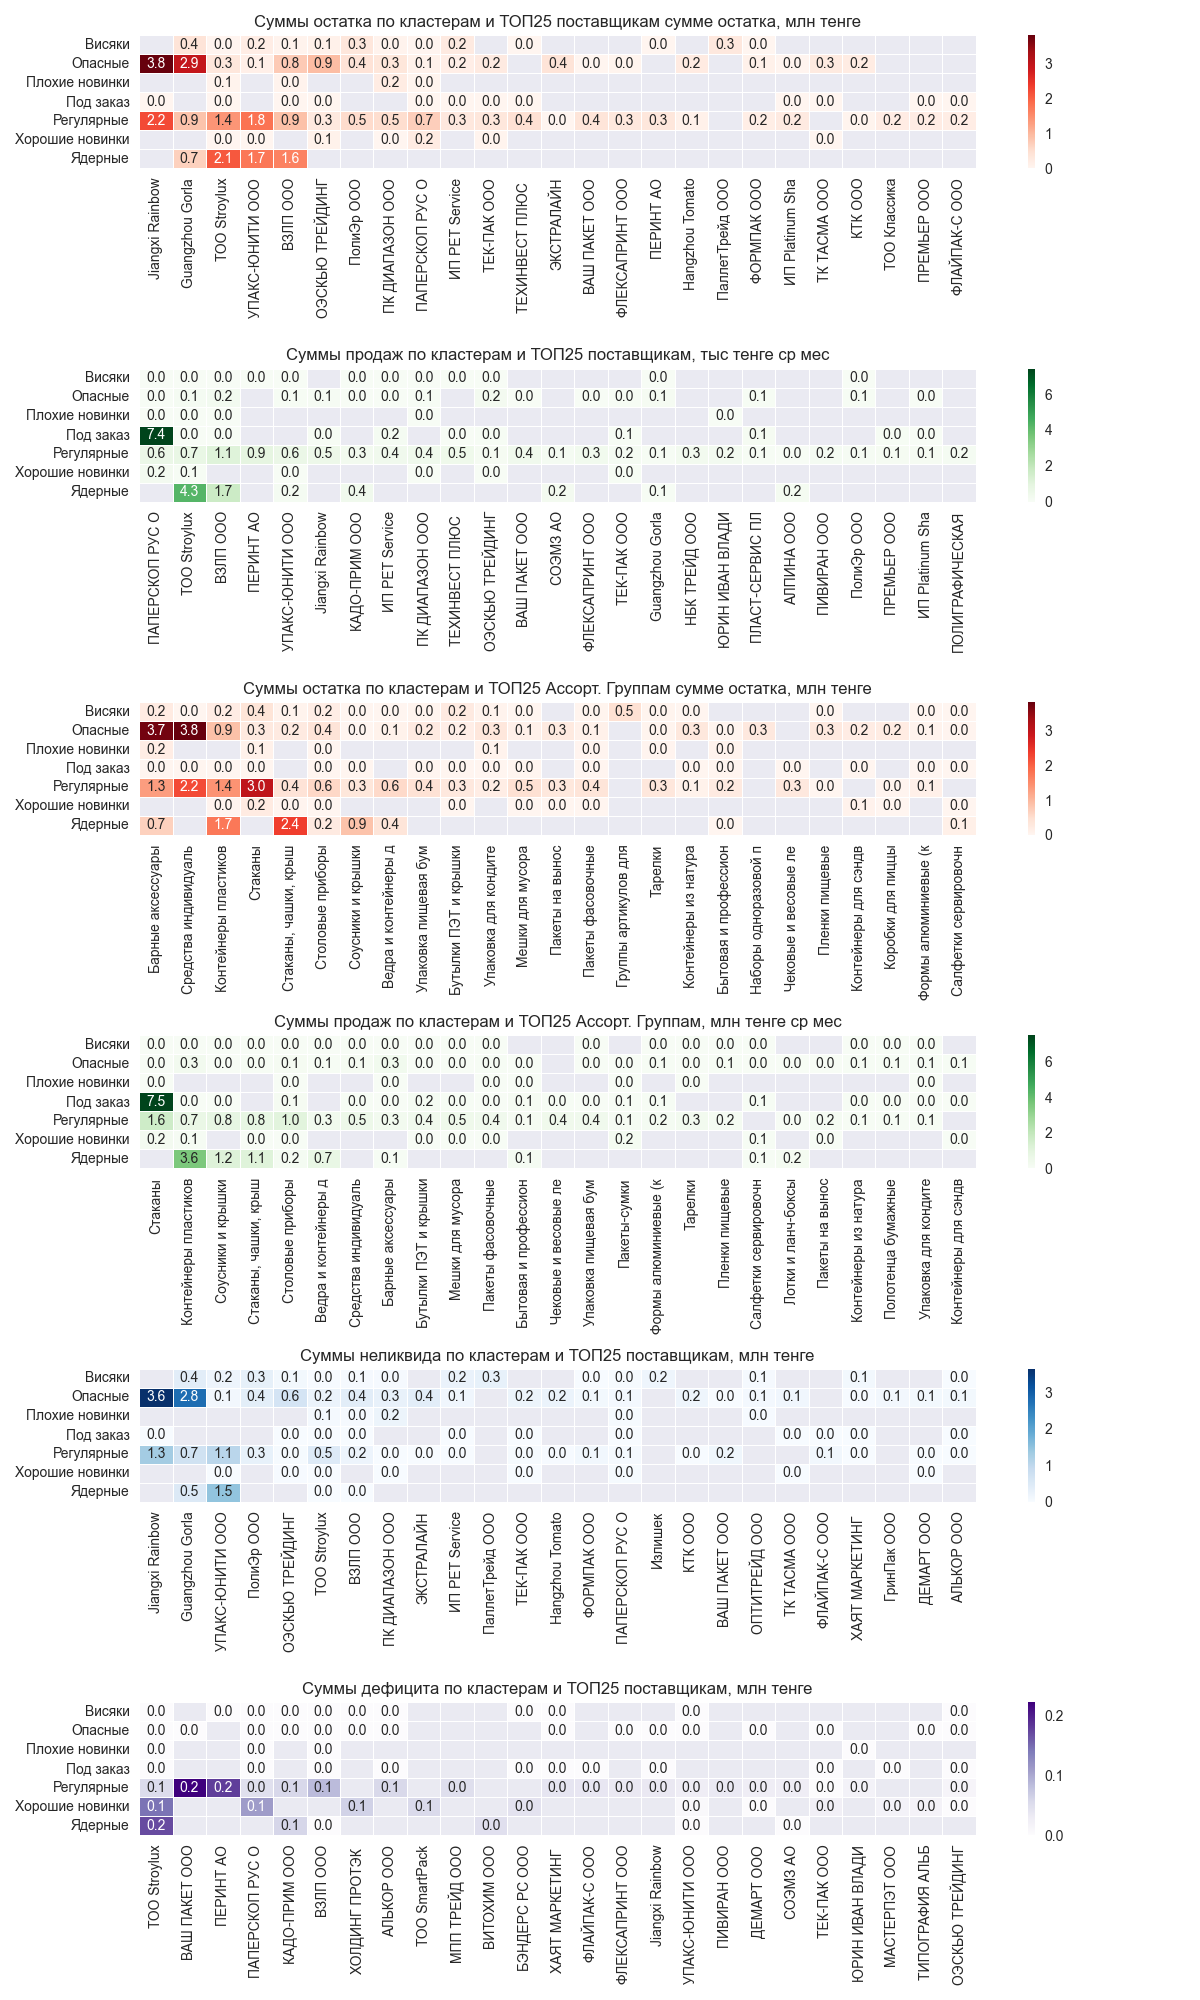 Суммы остатка по кластерам и ТОП25 поставщикам сумме остатка, млн тенге
Висяки 0.4 0.0 0.2 0.1 0.1 0.3 0.0 0.0 0.2 0.0 0.0 0.3 0.0
Опасные 3.8 2.9 0.3 0.1 0.8 0.9 0.4 0.3 0.1 0.2 0.2 0.4 0.0 0.0 0.2 0.1 0.0 0.3 0.2
Плохие новинки 0.1 0.0 0.2 0.0
Под заказ 0.0 0.0 0.0 0.0 0.0 0.0 0.0 0.0 0.0 0.0 0.0 0.0
Регулярные 2.2 0.9 1.4 1.8 0.9 0.3 0.5 0.5 0.7 0.3 0.3 0.4 0.0 0.4 0.3 0.3 0.1 0.2 0.2 0.0 0.2 0.2 0.2
Хорошие новинки 0.0 0.0 0.1 0.0 0.2 0.0 0.0
Ядерные 0.7 2.1 1.7 1.6
3
2
1
0
Jiangxi Rainbow
Guangzhou Gorla
ТОО Stroylux
УПАКС-ЮНИТИ ООО
ВЗЛП ООО
ОЭСКЬЮ ТРЕЙДИНГ
ПолиЭр ООО
ПК ДИАПАЗОН ООО
ПАПЕРСКОП РУС О
ИП PET Service
ТЕК-ПАК ООО
ТЕХИНВЕСТ ПЛЮС
ЭКСТРАЛАЙН
ВАШ ПАКЕТ ООО
ФЛЕКСАПРИНТ ООО
ПЕРИНТ АО
Hangzhou Tomato
ПаллетТрейд ООО
ФОРМПАК ООО
ИП Platinum Sha
ТК ТАСМА ООО
КТК ООО
ТОО Классика
ПРЕМЬЕР ООО
ФЛАЙПАК-С ООО
Суммы продаж по кластерам и ТОП25 поставщикам, тыс тенге ср мес
Висяки 0.0 0.0 0.0 0.0 0.0 0.0 0.0 0.0 0.0 0.0 0.0 0.0
Опасные 0.0 0.1 0.2 0.1 0.1 0.0 0.0 0.1 0.2 0.0 0.0 0.0 0.1 0.1 0.1 0.0
Плохие новинки 0.0 0.0 0.0 0.0 0.0
Под заказ 7.4 0.0 0.0 0.0 0.2 0.0 0.0 0.1 0.1 0.0 0.0
Регулярные 0.6 0.7 1.1 0.9 0.6 0.5 0.3 0.4 0.4 0.5 0.1 0.4 0.1 0.3 0.2 0.1 0.3 0.2 0.1 0.0 0.2 0.1 0.1 0.1 0.2
Хорошие новинки 0.2 0.1 0.0 0.0 0.0 0.0
Ядерные 4.3 1.7 0.2 0.4 0.2 0.1 0.2
6
4
2
0
ПАПЕРСКОП РУС О
ТОО Stroylux
ВЗЛП ООО
ПЕРИНТ АО
УПАКС-ЮНИТИ ООО
Jiangxi Rainbow
КАДО-ПРИМ ООО
ИП PET Service
ПК ДИАПАЗОН ООО
ТЕХИНВЕСТ ПЛЮС
ОЭСКЬЮ ТРЕЙДИНГ
ВАШ ПАКЕТ ООО
СОЭМЗ АО
ФЛЕКСАПРИНТ ООО
ТЕК-ПАК ООО
Guangzhou Gorla
НБК ТРЕЙД ООО
ЮРИН ИВАН ВЛАДИ
ПЛАСТ-СЕРВИС ПЛ
АЛПИНА ООО
ПИВИРАН ООО
ПолиЭр ООО
ПРЕМЬЕР ООО
ИП Platinum Sha
ПОЛИГРАФИЧЕСКАЯ
Суммы остатка по кластерам и ТОП25 Ассорт. Группам сумме остатка, млн тенге
Висяки 0.2 0.0 0.2 0.4 0.1 0.2 0.0 0.0 0.0 0.2 0.1 0.0 0.0 0.5 0.0 0.0 0.0 0.0 0.0
Опасные 3.7 3.8 0.9 0.3 0.2 0.4 0.0 0.1 0.2 0.2 0.3 0.1 0.3 0.1 0.0 0.3 0.0 0.3 0.3 0.2 0.2 0.1 0.0
Плохие новинки 0.2 0.1 0.0 0.1 0.0 0.0 0.0
Под заказ 0.0 0.0 0.0 0.0 0.0 0.0 0.0 0.0 0.0 0.0 0.0 0.0 0.0 0.0 0.0 0.0 0.0 0.0
Регулярные 1.3 2.2 1.4 3.0 0.4 0.6 0.3 0.6 0.4 0.3 0.2 0.5 0.3 0.4 0.3 0.1 0.2 0.3 0.0 0.0 0.1
Хорошие новинки 0.0 0.2 0.0 0.0 0.0 0.0 0.0 0.0 0.1 0.0 0.0
Ядерные 0.7 1.7 2.4 0.2 0.9 0.4 0.0 0.1
3
2
1
0
Барные аксессуары
Средства индивидуаль
Контейнеры пластиков
Стаканы
Стаканы, чашки, крыш
Столовые приборы
Соусники и крышки
Ведра и контейнеры д
Упаковка пищевая бум
Бутылки ПЭТ и крышки
Упаковка для кондите
Мешки для мусора
Пакеты на вынос
Пакеты фасовочные
Группы артикулов для
Тарелки
Контейнеры из натура
Бытовая и профессион
Наборы одноразовой п
Чековые и весовые ле
Пленки пищевые
Контейнеры для сэндв
Коробки для пиццы
Формы алюминиевые (к
Салфетки сервировочн
Суммы продаж по кластерам и ТОП25 Ассорт. Группам, млн тенге ср мес
Висяки 0.0 0.0 0.0 0.0 0.0 0.0 0.0 0.0 0.0 0.0 0.0 0.0 0.0 0.0 0.0 0.0 0.0 0.0 0.0
Опасные 0.0 0.3 0.0 0.0 0.1 0.1 0.1 0.3 0.0 0.0 0.0 0.0 0.0 0.0 0.1 0.0 0.1 0.0 0.0 0.0 0.1 0.1 0.1 0.1
Плохие новинки 0.0 0.0 0.0 0.0 0.0 0.0 0.0 0.0
Под заказ 7.5 0.0 0.0 0.1 0.0 0.0 0.2 0.0 0.0 0.1 0.0 0.0 0.1 0.1 0.1 0.0 0.0 0.0 0.0
Регулярные 1.6 0.7 0.8 0.8 1.0 0.3 0.5 0.3 0.4 0.5 0.4 0.1 0.4 0.4 0.1 0.2 0.3 0.2 0.0 0.2 0.1 0.1 0.1
Хорошие новинки 0.2 0.1 0.0 0.0 0.0 0.0 0.0 0.2 0.1 0.0 0.0
Ядерные 3.6 1.2 1.1 0.2 0.7 0.1 0.1 0.1 0.2
6
4
2
0
Стаканы
Контейнеры пластиков
Соусники и крышки
Стаканы, чашки, крыш
Столовые приборы
Ведра и контейнеры д
Средства индивидуаль
Барные аксессуары
Бутылки ПЭТ и крышки
Мешки для мусора
Пакеты фасовочные
Бытовая и профессион
Чековые и весовые ле
Упаковка пищевая бум
Пакеты-сумки
Формы алюминиевые (к
Тарелки
Пленки пищевые
Салфетки сервировочн
Лотки и ланч-боксы
Пакеты на вынос
Контейнеры из натура
Полотенца бумажные
Упаковка для кондите
Контейнеры для сэндв
Суммы неликвида по кластерам и ТОП25 поставщикам, млн тенге
Висяки 0.4 0.2 0.3 0.1 0.0 0.1 0.0 0.2 0.3 0.0 0.0 0.2 0.1 0.1 0.0
Опасные 3.6 2.8 0.1 0.4 0.6 0.2 0.4 0.3 0.4 0.1 0.2 0.2 0.1 0.1 0.2 0.0 0.1 0.1 0.0 0.1 0.1 0.1
Плохие новинки 0.1 0.0 0.2 0.0 0.0
Под заказ 0.0 0.0 0.0 0.0 0.0 0.0 0.0 0.0 0.0 0.0 0.0
Регулярные 1.3 0.7 1.1 0.3 0.0 0.5 0.2 0.0 0.0 0.0 0.0 0.0 0.1 0.1 0.0 0.2 0.1 0.0 0.0 0.0
Хорошие новинки 0.0 0.0 0.0 0.0 0.0 0.0 0.0 0.0
Ядерные 0.5 1.5 0.0 0.0
3
2
1
0
Jiangxi Rainbow
Guangzhou Gorla
УПАКС-ЮНИТИ ООО
ПолиЭр ООО
ОЭСКЬЮ ТРЕЙДИНГ
ТОО Stroylux
ВЗЛП ООО
ПК ДИАПАЗОН ООО
ЭКСТРАЛАЙН
ИП PET Service
ПаллетТрейд ООО
ТЕК-ПАК ООО
Hangzhou Tomato
ФОРМПАК ООО
ПАПЕРСКОП РУС О
Излишек
КТК ООО
ВАШ ПАКЕТ ООО
ОПТИТРЕЙД ООО
ТК ТАСМА ООО
ФЛАЙПАК-С ООО
ХАЯТ МАРКЕТИНГ
ГринПак ООО
ДЕМАРТ ООО
АЛЬКОР ООО
Суммы дефицита по кластерам и ТОП25 поставщикам, млн тенге
Висяки 0.0 0.0 0.0 0.0 0.0 0.0 0.0 0.0 0.0 0.0 0.0
Опасные 0.0 0.0 0.0 0.0 0.0 0.0 0.0 0.0 0.0 0.0 0.0 0.0 0.0 0.0 0.0
Плохие новинки 0.0 0.0 0.0 0.0
Под заказ 0.0 0.0 0.0 0.0 0.0 0.0 0.0 0.0 0.0 0.0
Регулярные 0.1 0.2 0.2 0.0 0.1 0.1 0.1 0.0 0.0 0.0 0.0 0.0 0.0 0.0 0.0 0.0 0.0 0.0 0.0
Хорошие новинки 0.1 0.1 0.1 0.1 0.0 0.0 0.0 0.0 0.0 0.0 0.0
Ядерные 0.2 0.1 0.0 0.0 0.0 0.0
0.2
0.1
0.0
ТОО Stroylux
ВАШ ПАКЕТ ООО
ПЕРИНТ АО
ПАПЕРСКОП РУС О
КАДО-ПРИМ ООО
ВЗЛП ООО
ХОЛДИНГ ПРОТЭК
АЛЬКОР ООО
ТОО SmartPack
МПП ТРЕЙД ООО
ВИТОХИМ ООО
БЭНДЕРС РС ООО
ХАЯТ МАРКЕТИНГ
ФЛАЙПАК-С ООО
ФЛЕКСАПРИНТ ООО
Jiangxi Rainbow
УПАКС-ЮНИТИ ООО
ПИВИРАН ООО
ДЕМАРТ ООО
СОЭМЗ АО
ТЕК-ПАК ООО
ЮРИН ИВАН ВЛАДИ
МАСТЕРПЭТ ООО
ТИПОГРАФИЯ АЛЬБ
ОЭСКЬЮ ТРЕЙДИНГ